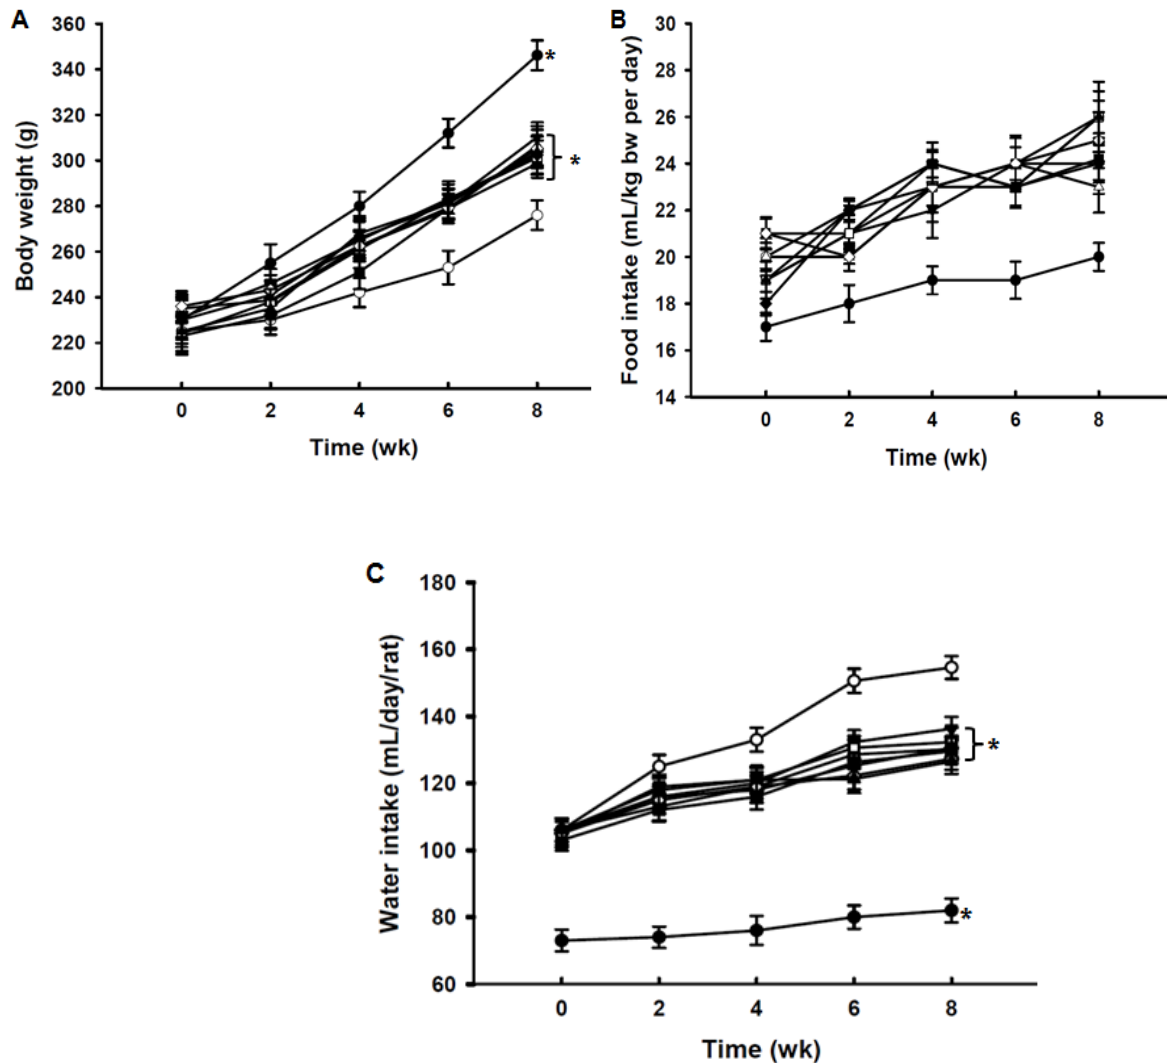 A
Body weight (g)
360
340
320
300
280
260
240
220
200
*
*
0 2 4 6 8
Time (wk)
B
Food intake (mL/kg bw per day)
30
28
26
24
22
20
18
16
14
0 2 4 6 8
Time (wk)
C
Water intake (mL/day/rat)
180
160
140
120
100
80
60
*
*
0 2 4 6 8
Time (wk)